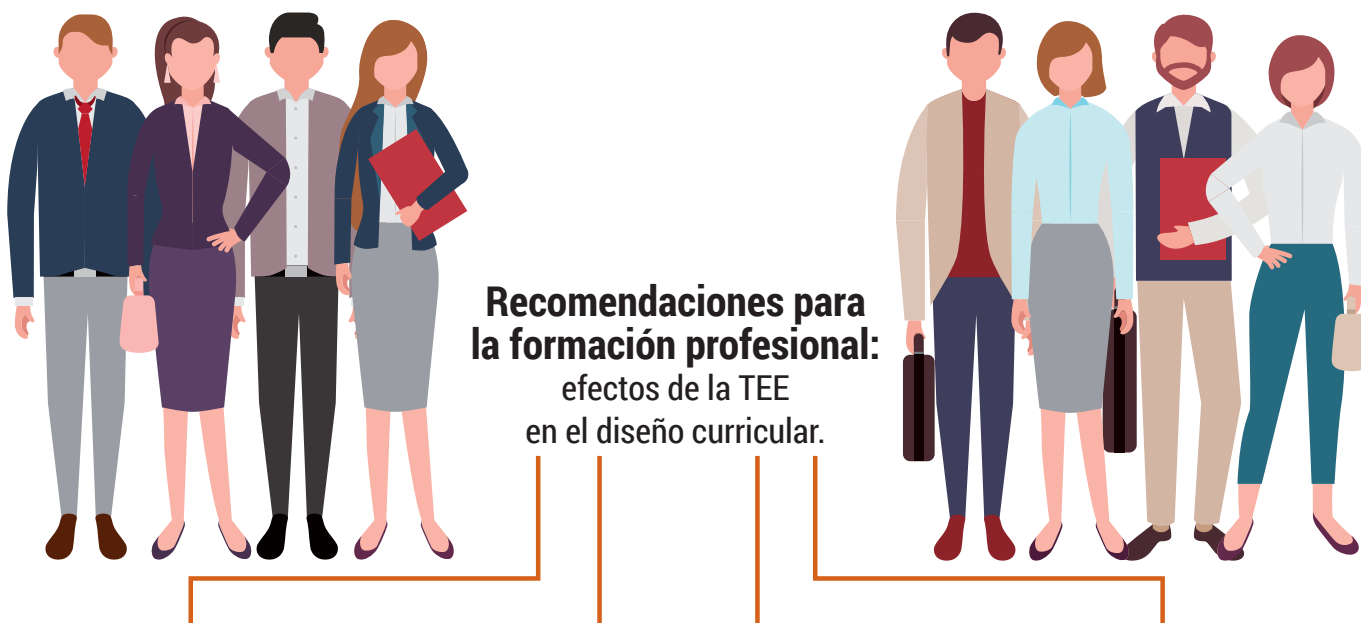 Recomendaciones para
la formación profesional:
efectos de la TEE
en el diseño curricular.